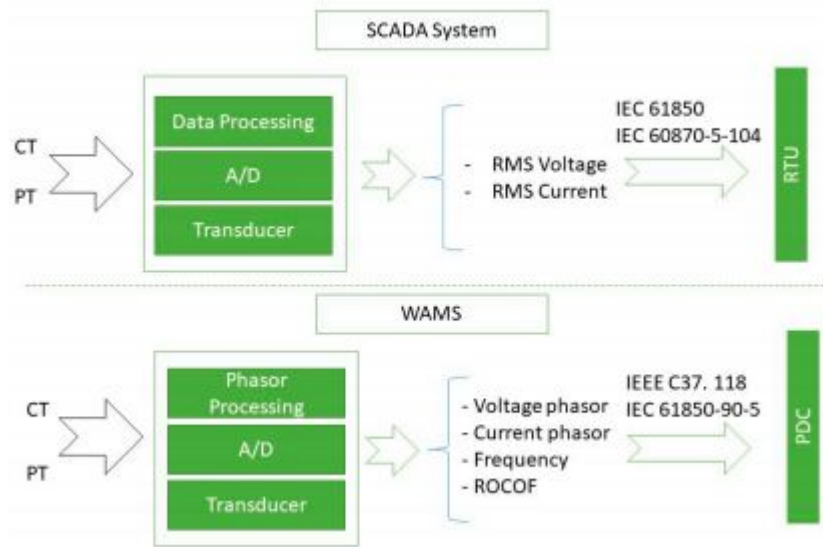 SCADA System
CT
PT
Data Processing
A/D
Transducer
- RMS Voltage
- RMS Current
IEC 61850
IEC 60870-5-104
RTU
WAMS
CT
PT
Phasor
Processing
A/D
Transducer
- Voltage phasor
- Current phasor
- Frequency
- ROCOF
IEEE C37. 118
IEC 61850-90-5
PDC